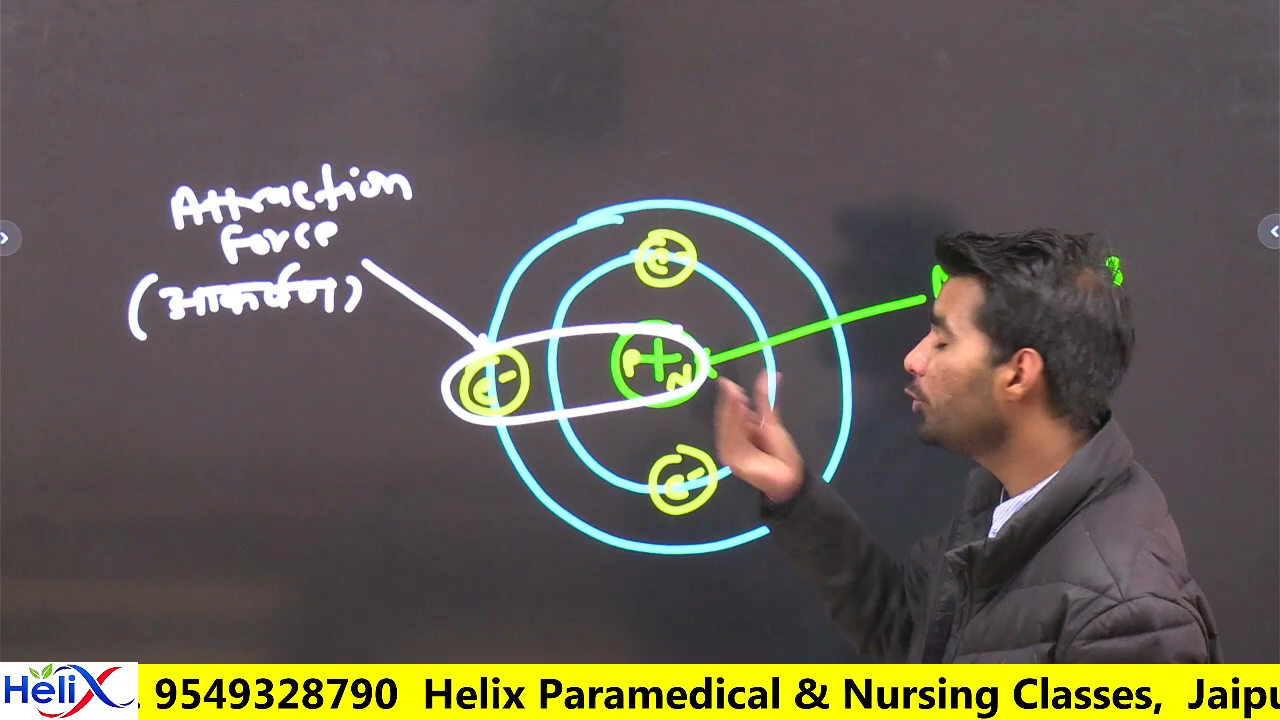 Attraction
Force
(आकर्षण)
e-
e-
P +
N
e-
HeliX
9549328790 Helix Paramedical & Nursing Classes, Jaipu